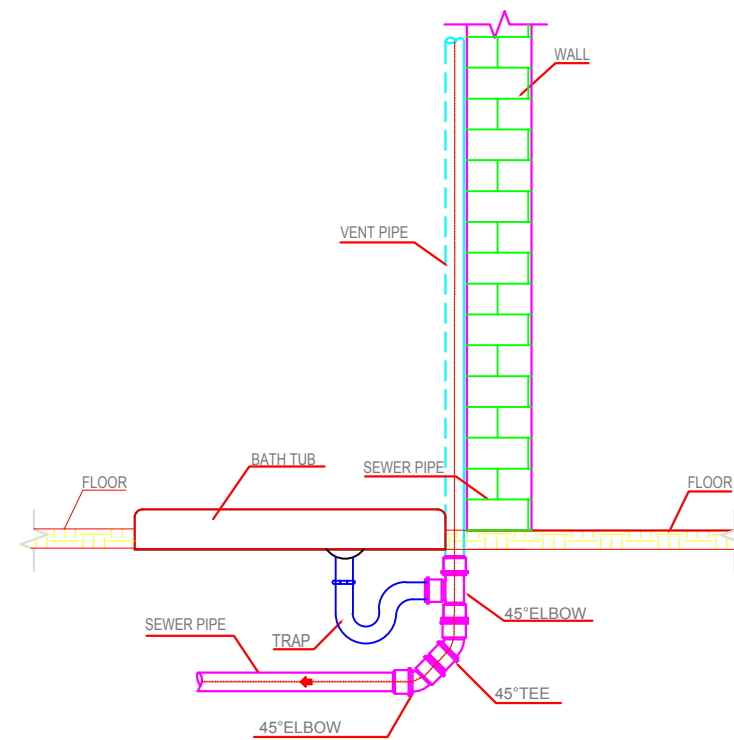 WALL
VENT PIPE
BATH TUB
SEWER PIPE
FLOOR
FLOOR
45°ELBOW
SEWER PIPE
TRAP
45°TEE
45°ELBOW